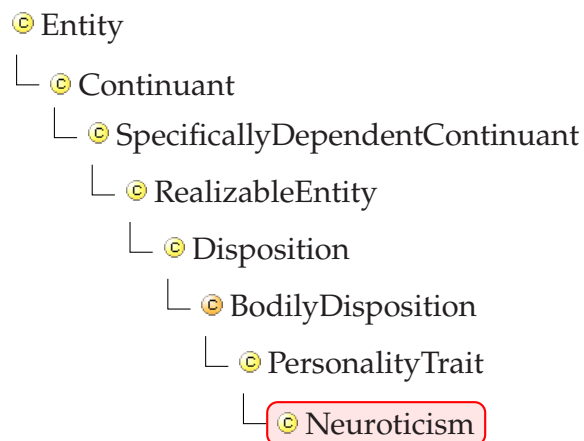 C Entity
C Continuant
C SpecificallyDependentContinuant
C RealizableEntity
C Disposition
C BodilyDisposition
C PersonalityTrait
C Neuroticism